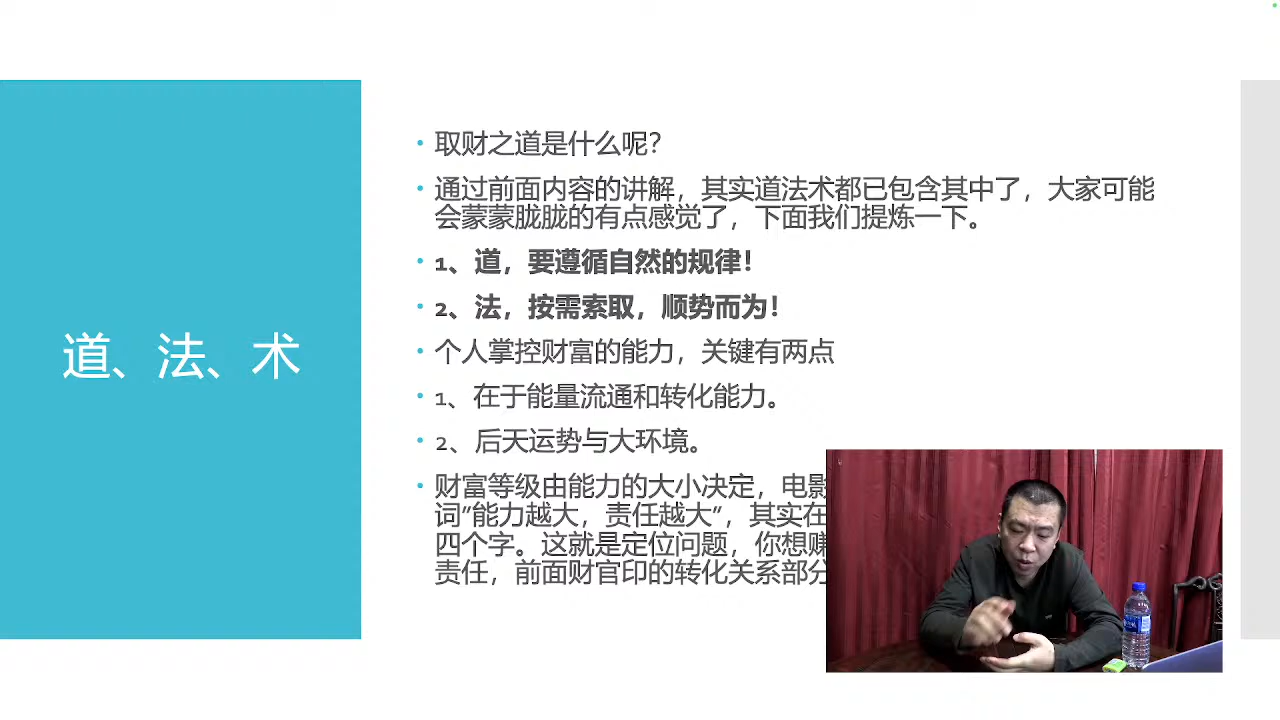 道、法、术
• 取财之道是什么呢？
• 通过前面内容的讲解，其实道法术都已包含其中了，大家可能
会蒙蒙胧胧的有点感觉了，下面我们提炼一下。
• 1、道，要遵循自然的规律！
• 2、法，按需索取，顺势而为！
• 个人掌控财富的能力，关键有两点
• 1、在于能量流通和转化能力。
• 2、后天运势与大环境。
• 财富等级由能力的大小决定，电影
词"能力越大，责任越大"，其实在
四个字。这就是定位问题，你想赚
责任，前面财官印的转化关系部分